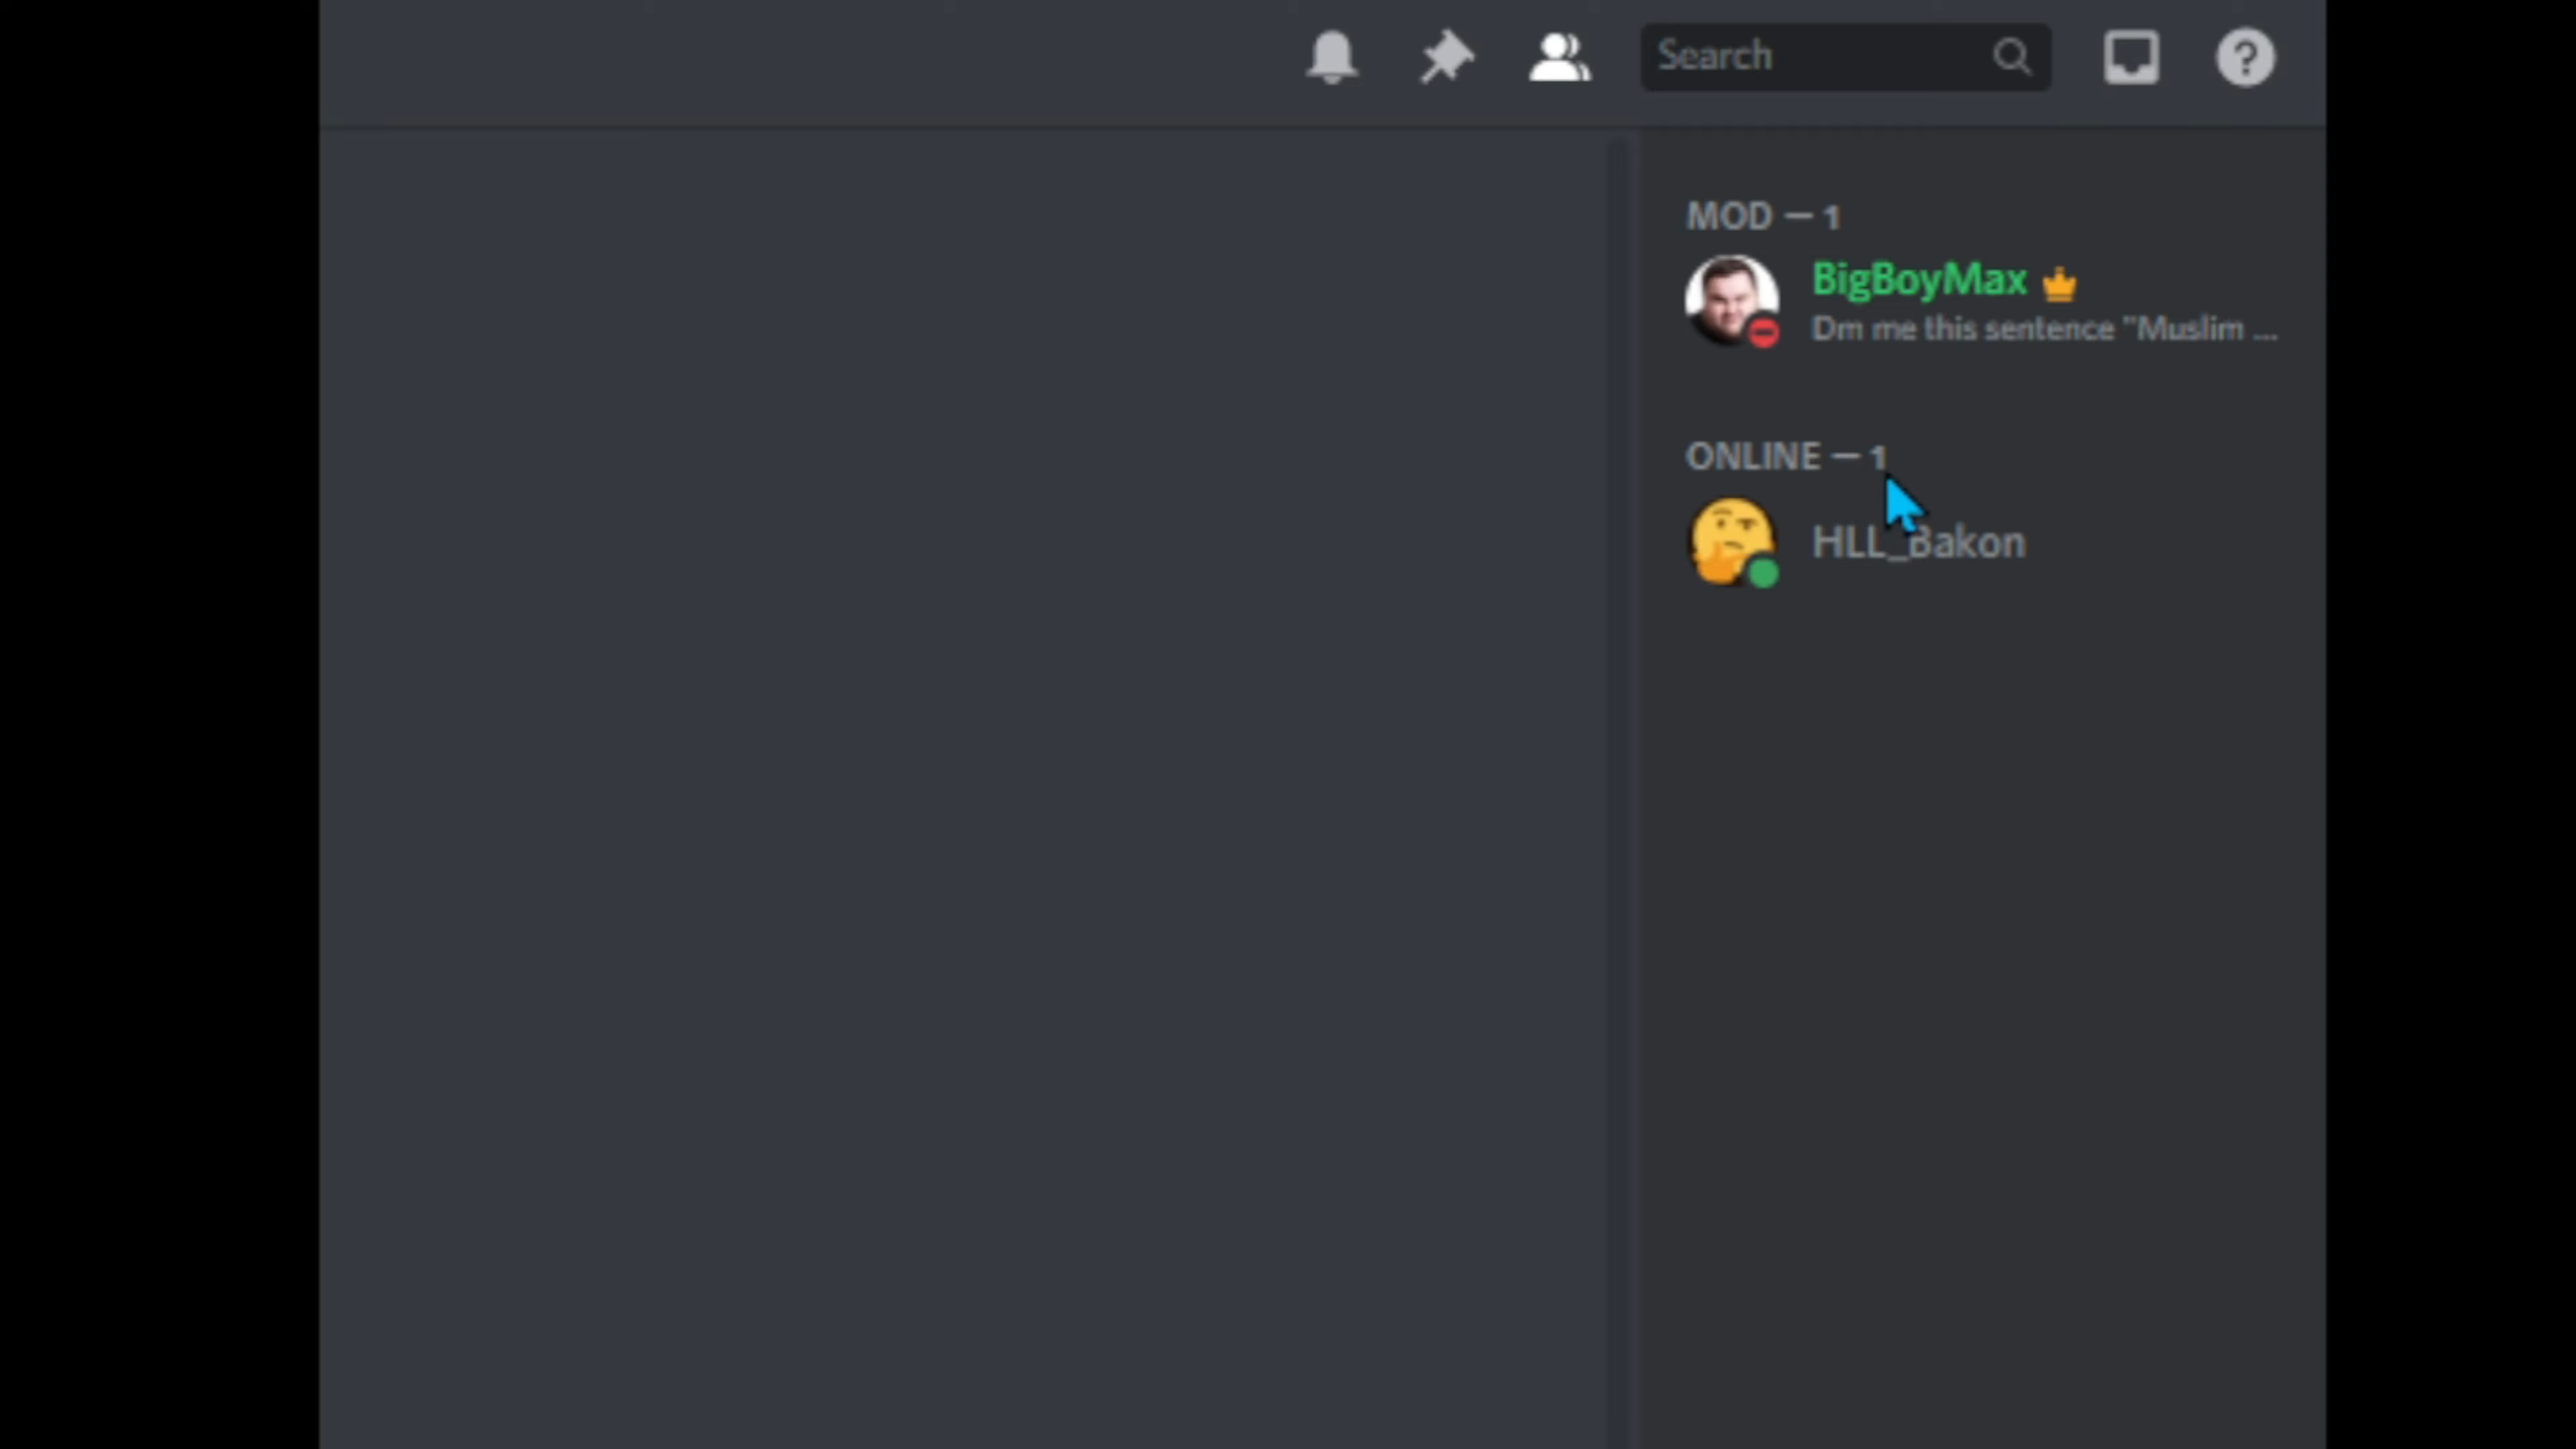 Search
MOD — 1
BigBoyMax
Dm me this sentence "Muslim ...
ONLINE — 1
HLL_Bakon